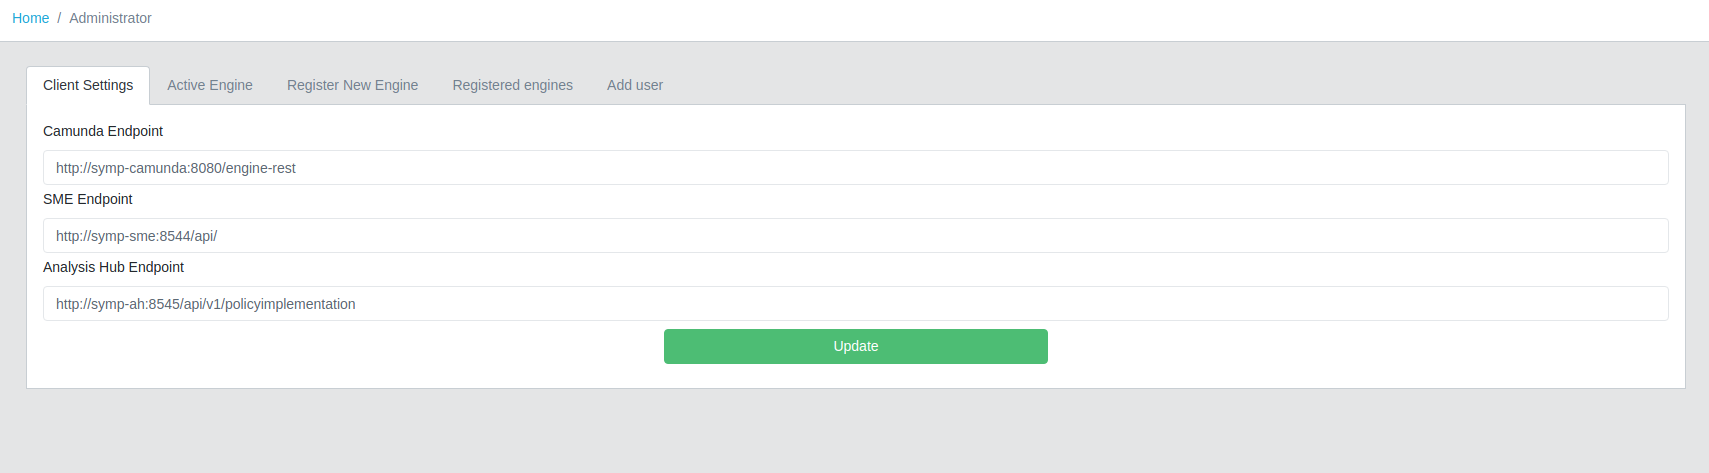 Home / Administrator
Client Settings Active Engine Register New Engine Registered engines Add user
Camunda Endpoint
http://symp-camunda:8080/engine-rest
SME Endpoint
http://symp-sme:8544/api/
Analysis Hub Endpoint
http://symp-ah:8545/api/v1/policyimplementation
Update